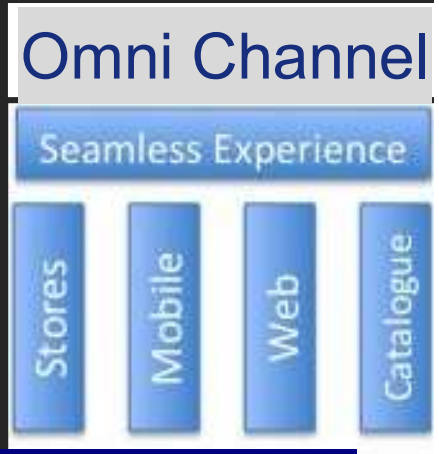 Omni Channel
Seamless Experience
Stores
Mobile
Web
Catalogue